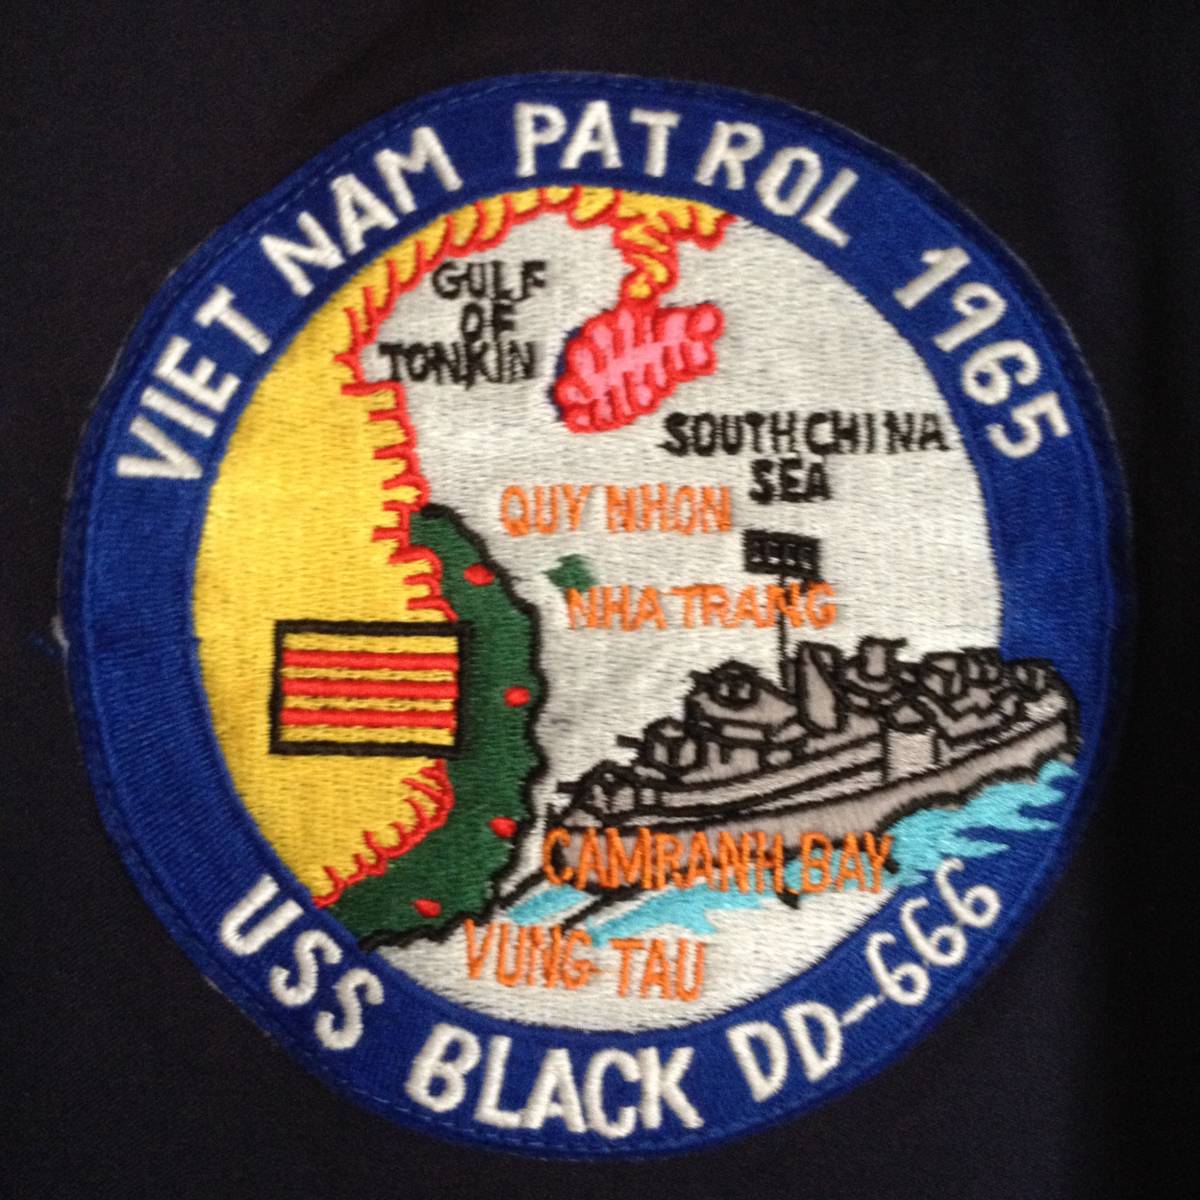 VIET NAM PATROL 1965
GULF
OF
TONKIN
SOUTH CHINA
SEA
QUY NHON
NHA TRANG
CAMRANH BAY
VUNG TAU
USS BLACK DD-666